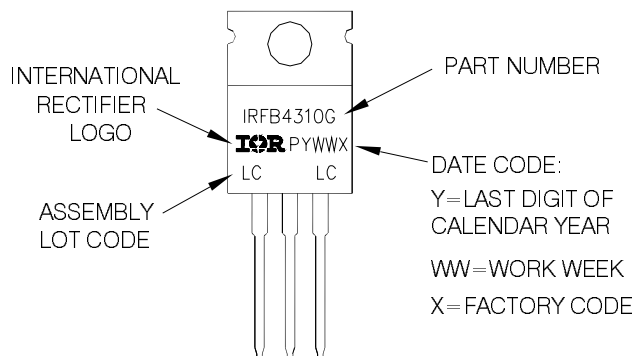 INTERNATIONAL
RECTIFIER
LOGO
PART NUMBER
IRFB4310G
IOR PYWWX
LC LC
ASSEMBLY
LOT CODE
DATE CODE:
Y=LAST DIGIT OF
CALENDAR YEAR
WW=WORK WEEK
X=FACTORY CODE